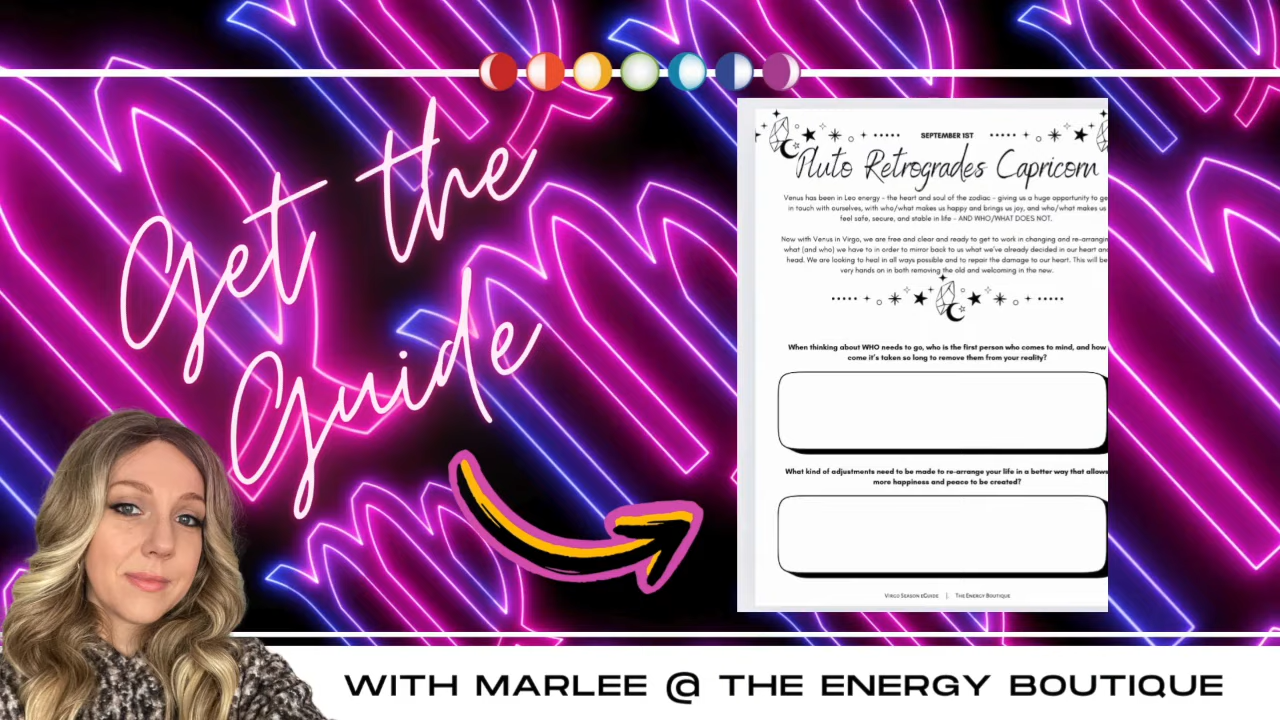 Get the
Guide
SEPTEMBER 1ST
Pluto Retrogrades Capricorn
Venus has been in Leo energy - the heart and soul of the zodiac - giving us a huge opportunity to ge
in touch with ourselves, with who/what makes us happy and brings us joy, and who/what makes us
feel safe, secure, and stable in life - AND WHO/WHAT DOES NOT.
Now with Venus in Virgo, we are free and clear and ready to get to work in changing and re-arrangin
what (and who) we have to in order to mirror back to us what we've already decided in our heart and
head. We are looking to heal in all ways possible and to repair the damage to our heart. This will be
very hands on in both removing the old and welcoming in the new.
When thinking about WHO needs to go, who is the first person who comes to mind, and how
come it's taken so long to remove them from your reality?
What kind of adjustments need to be made to re-arrange your life in a better way that allows
more happiness and peace to be created?
VIRGO SEASON EGUIDE | THE ENERGY BOUTIQUE
WITH MARLEE @ THE ENERGY BOUTIQUE